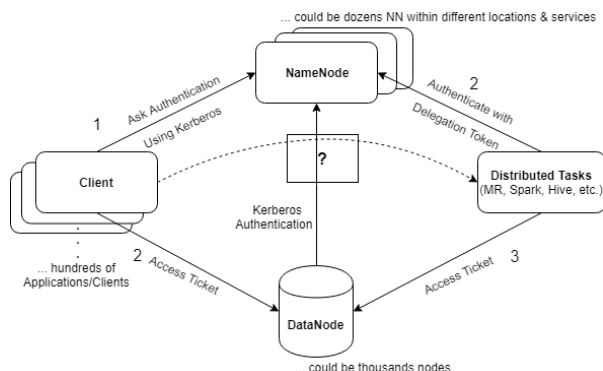 ... could be dozens NN within different locations & services
NameNode
1
Ask Authentication
Using Kerberos
2
Authenticate with
Delegation Token
?
Client
Distributed Tasks
(MR, Spark, Hive, etc.)
Kerberos
Authentication
.
.
.
... hundreds of
Applications/Clients
2
Access Ticket
Access Ticket
3
DataNode
... could be thousands nodes